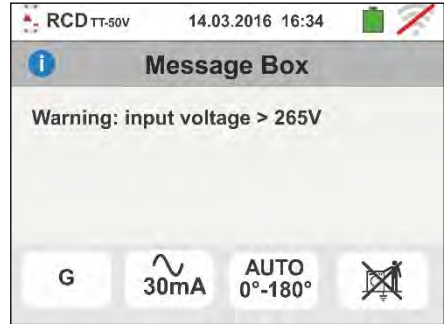 RCD TT-50V 14.03.2016 16:34
Message Box
Warning: input voltage > 265V
G
30mA
AUTO
0°-180°